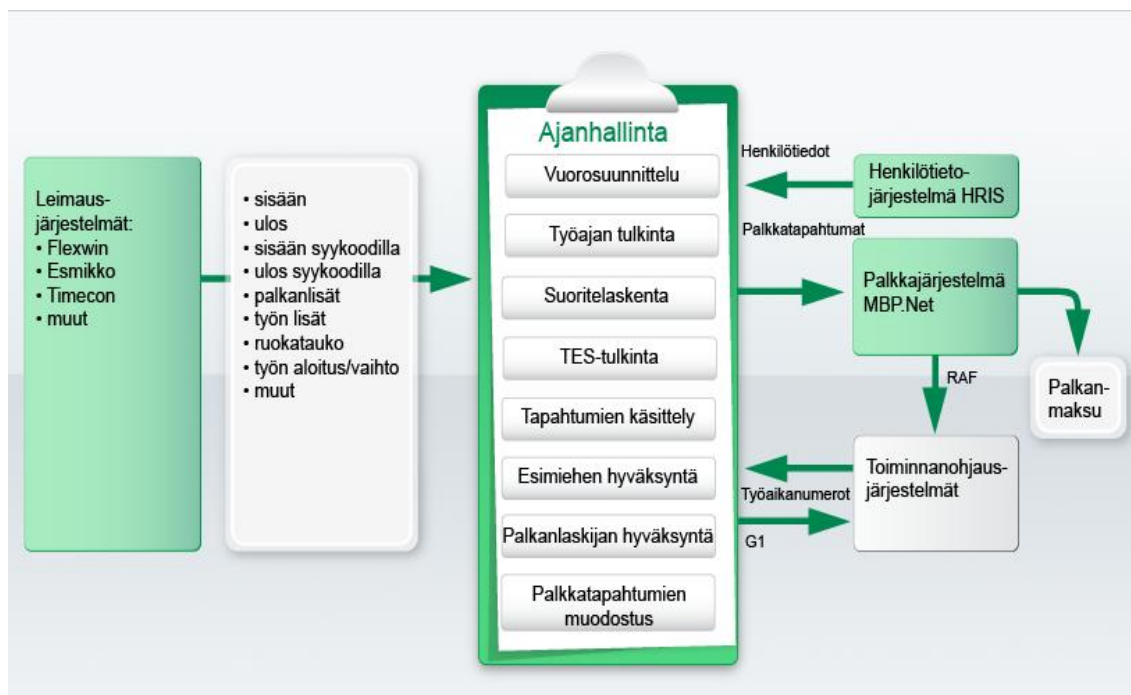 Leimaus-
järjestelmät:
• Flexwin
• Esmikko
• Timecon
• muut
• sisään
• ulos
• sisään syykoodilla
• ulos syykoodilla
• palkanlisät
• työn lisät
• ruokatauko
• työn aloitus/vaihto
• muut
Ajanhallinta
Vuorosuunnittelu
Työajan tulkinta
Suoritelaskenta
TES-tulkinta
Tapahtumien käsittely
Esimiehen hyväksyntä
Palkanlaskijan hyväksyntä
Palkkatapahtumien
muodostus
Henkilötiedot
Henkilötieto-
järjestelmä HRIS
Palkkatapahtumat
Palkkajärjestelmä
MBP.Net
RAF
Palkan-
maksu
Toiminnanohjaus-
järjestelmät
Työaikanumerot
G1